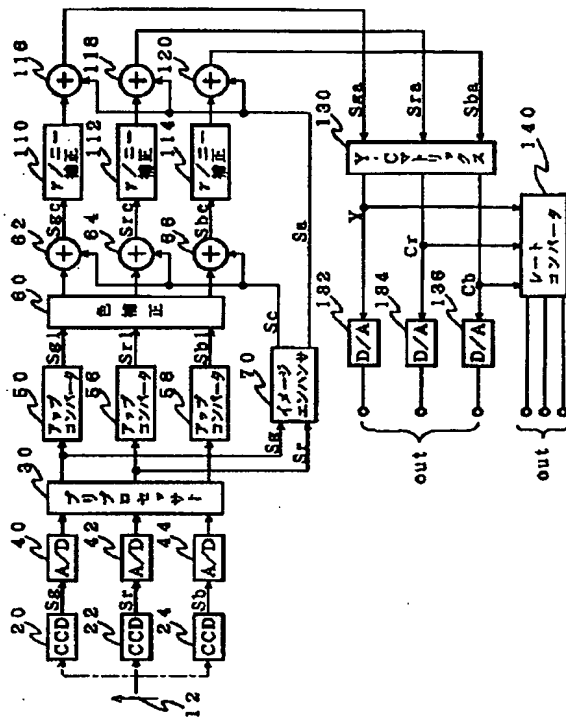 12
20
22
24
CCD
CCD
CCD
Sg
Sr
Sb
40
42
44
A/D
A/D
A/D
30
プリプロセッサ
50
56
58
アップコンバータ
アップコンバータ
アップコンバータ
Sg
Sr
Sgl
Srl
Sbl
60
色補正
70
イメージエンハンサ
Sc
Sa
62
64
66
+
+
+
Sgc
Src
Sbc
110
112
114
γ/ニー補正
γ/ニー補正
γ/ニー補正
116
118
120
+
+
+
Sga
Sra
Sba
130
Y・Cマトリックス
Y
Cr
Cb
132
134
136
D/A
D/A
D/A
140
レートコンバータ
out
out